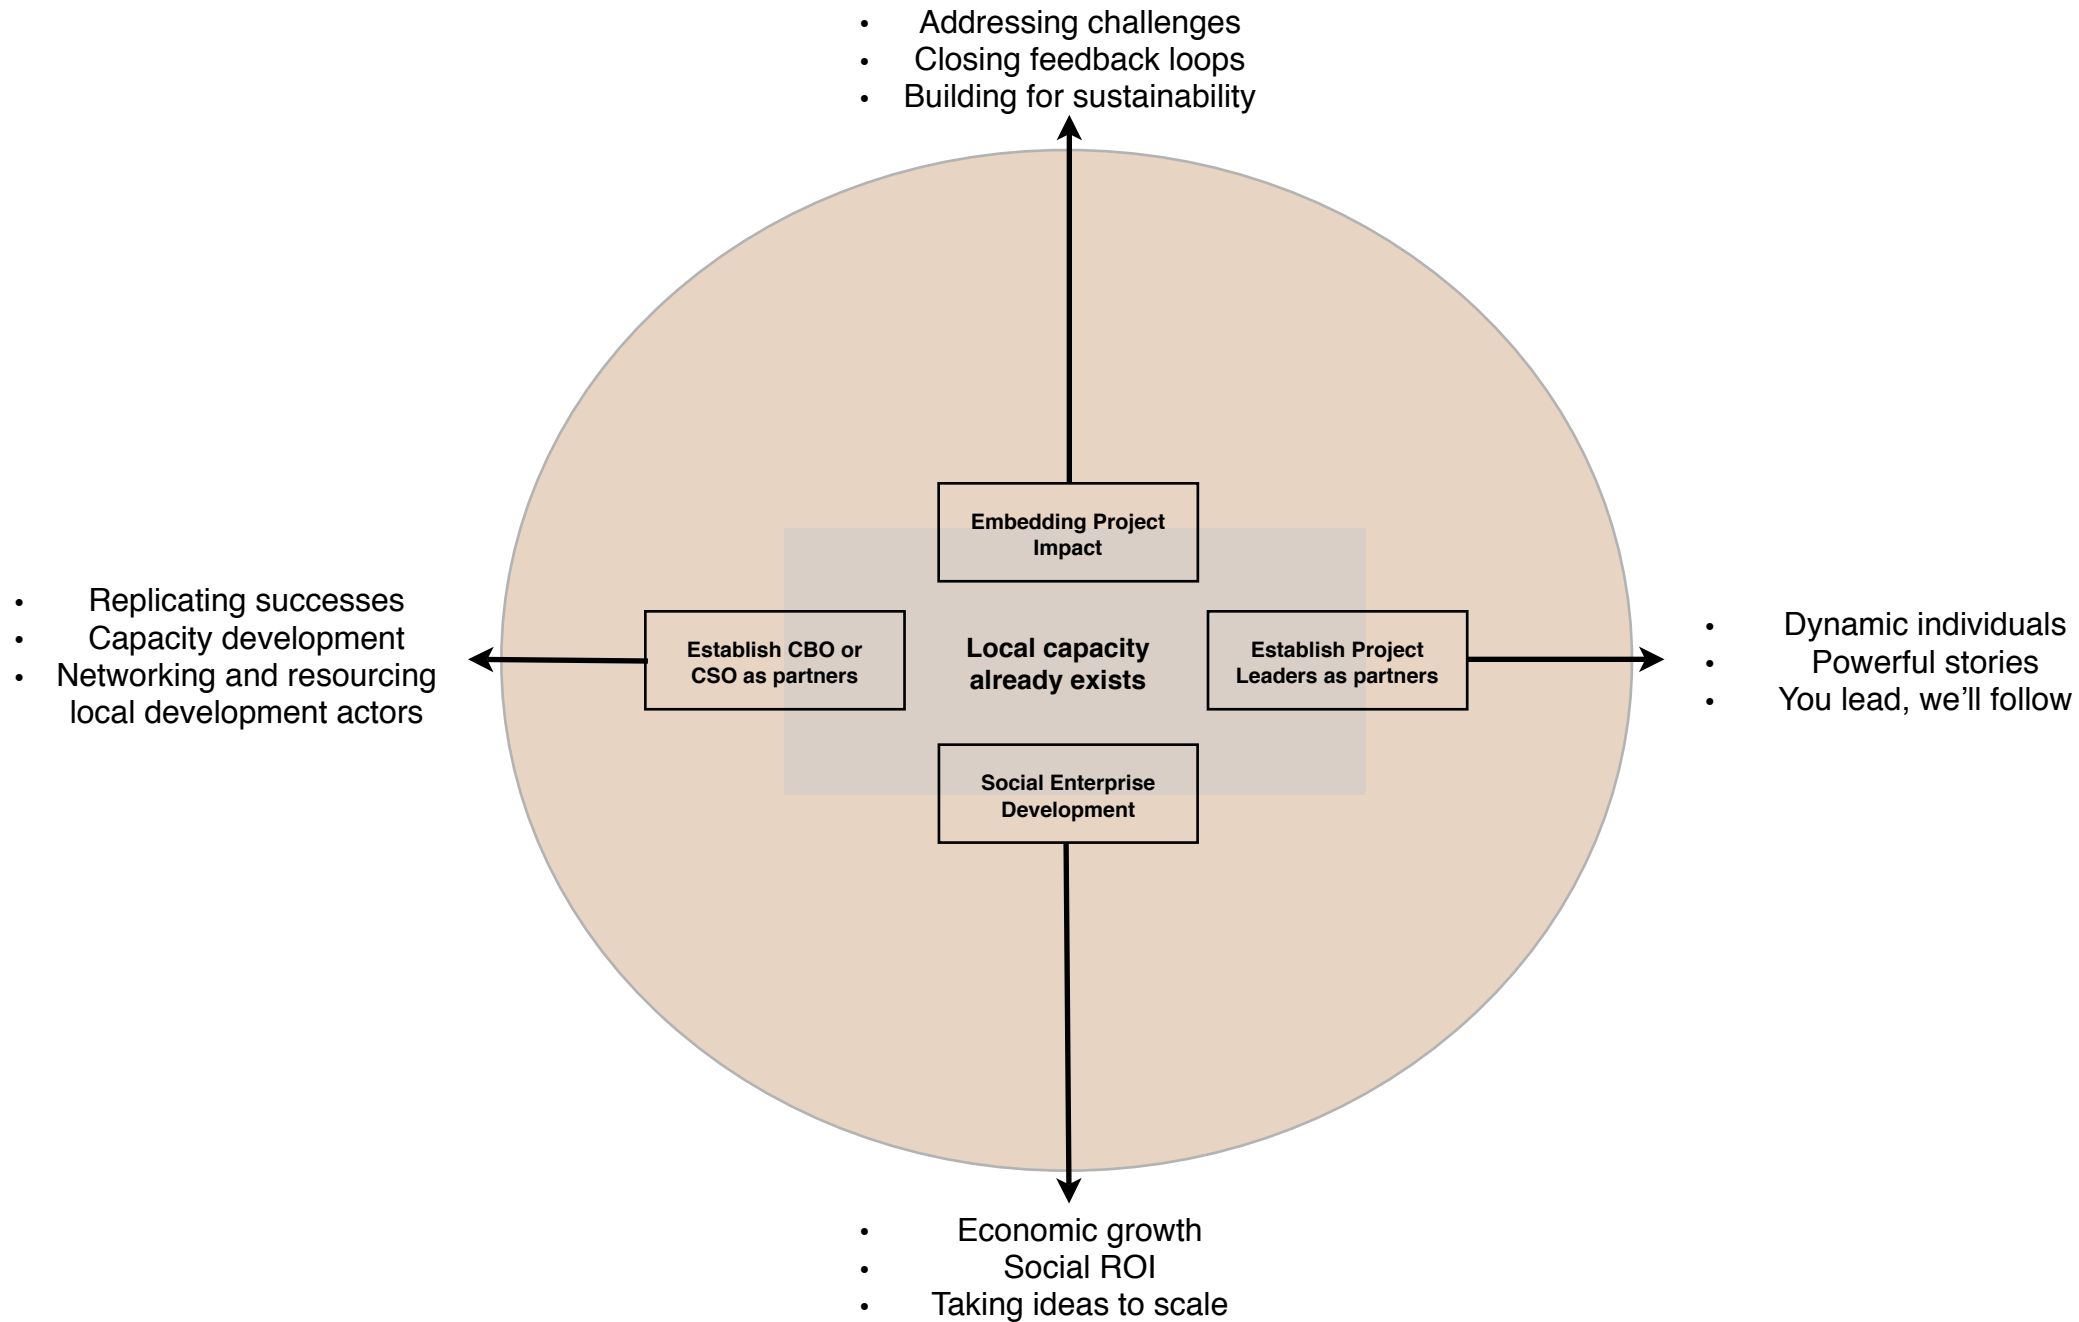 • Addressing challenges
• Closing feedback loops
• Building for sustainability
Embedding Project
Impact
• Replicating successes
• Capacity development
• Networking and resourcing
local development actors
Establish CBO or
CSO as partners
Local capacity
already exists
Establish Project
Leaders as partners
• Dynamic individuals
• Powerful stories
• You lead, we’ll follow
Social Enterprise
Development
• Economic growth
• Social ROI
• Taking ideas to scale